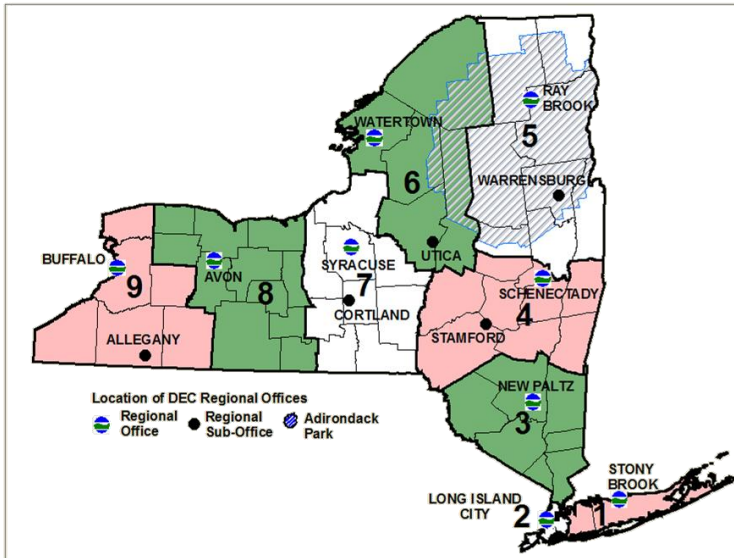 RAY
BROOK
5
WATERTOWN
6
WARRENSBURG
UTICA
BUFFALO
9
AVON
8
SYRACUSE
7
CORTLAND
SCHENECTADY
4
STAMFORD
ALLEGANY
NEW PALTZ
3
Location of DEC Regional Offices
Regional
Office
Regional
Sub-Office
Adirondack
Park
LONG ISLAND
CITY
2
STONY
BROOK
1